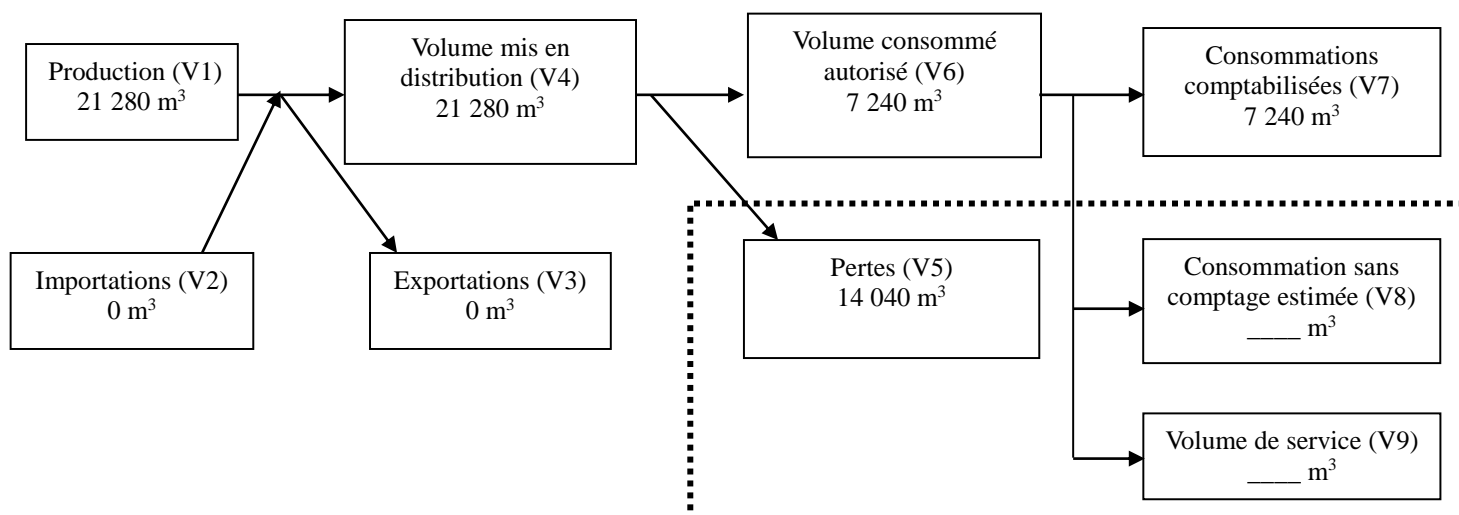 Production (V1)
21 280 m³
Volume mis en
distribution (V4)
21 280 m³
Volume consommé
autorisé (V6)
7 240 m³
Consommations
comptabilisées (V7)
7 240 m³
Importations (V2)
0 m³
Exportations (V3)
0 m³
Pertes (V5)
14 040 m³
Consommation sans
comptage estimée (V8)
____ m³
Volume de service (V9)
____ m³